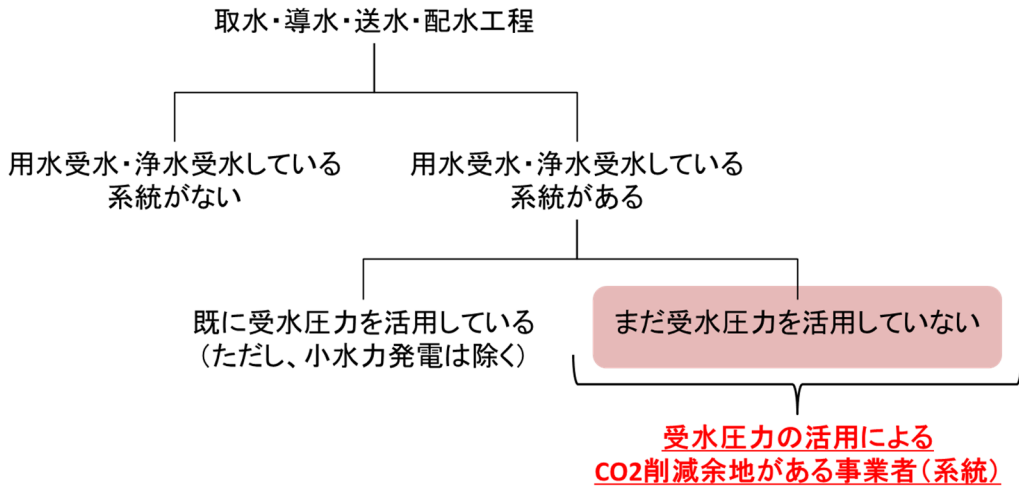 取水・導水・送水・配水工程
用水受水・浄水受水している
系統がない
用水受水・浄水受水している
系統がある
既に受水圧力を活用している
（ただし、小水力発電は除く）
まだ受水圧力を活用していない
受水圧力の活用による
CO2削減余地がある事業者（系統）